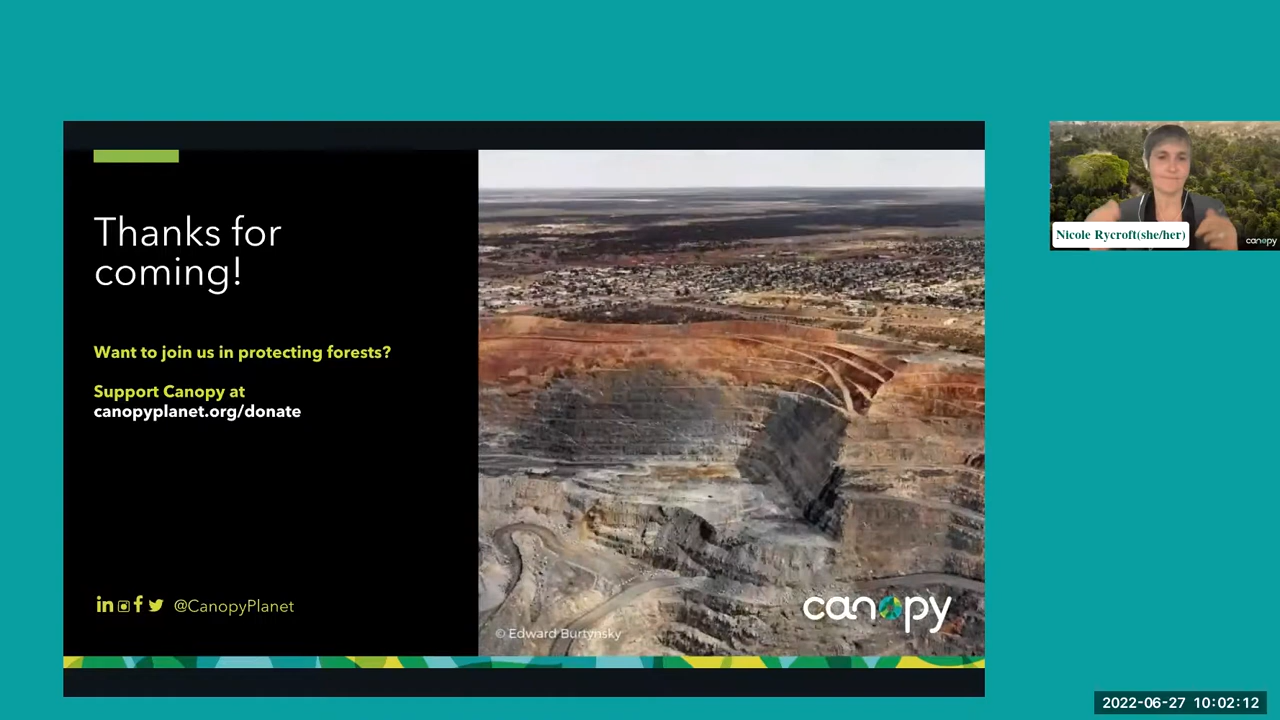 Thanks for
coming!
Want to join us in protecting forests?
Support Canopy at
canopyplanet.org/donate
@CanopyPlanet
© Edward Burtynsky
canopy
Nicole Rycroft(she/her)
canopy
2022-06-27 10:02:12